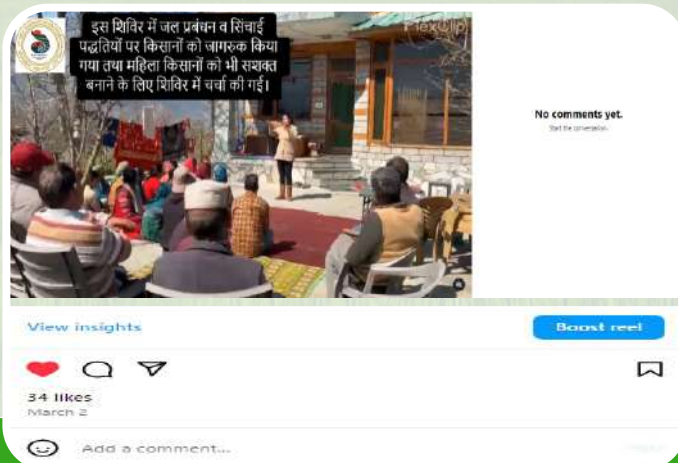 इस शिविर में जल प्रबंधन व सिंचाई
पद्धतियों पर किसानों को जागरुक किया
गया तथा महिला किसानों को भी सशक्त
बनाने के लिए शिविर में चर्चा की गई।
No comments yet.
Start the conversation.
View insights
Boost reel
34 likes
March 2
Add a comment...